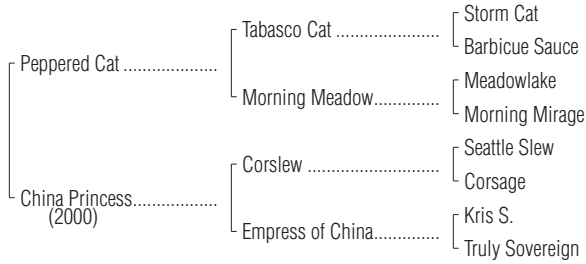 Storm Cat
Tabasco Cat ......................
Barbicue Sauce
Peppered Cat ....................
Meadowlake
Morning Meadow..............
Morning Mirage
Seattle Slew
Corslew ............................
Corsage
China Princess..................
(2000)
Kris S.
Empress of China..............
Truly Sovereign